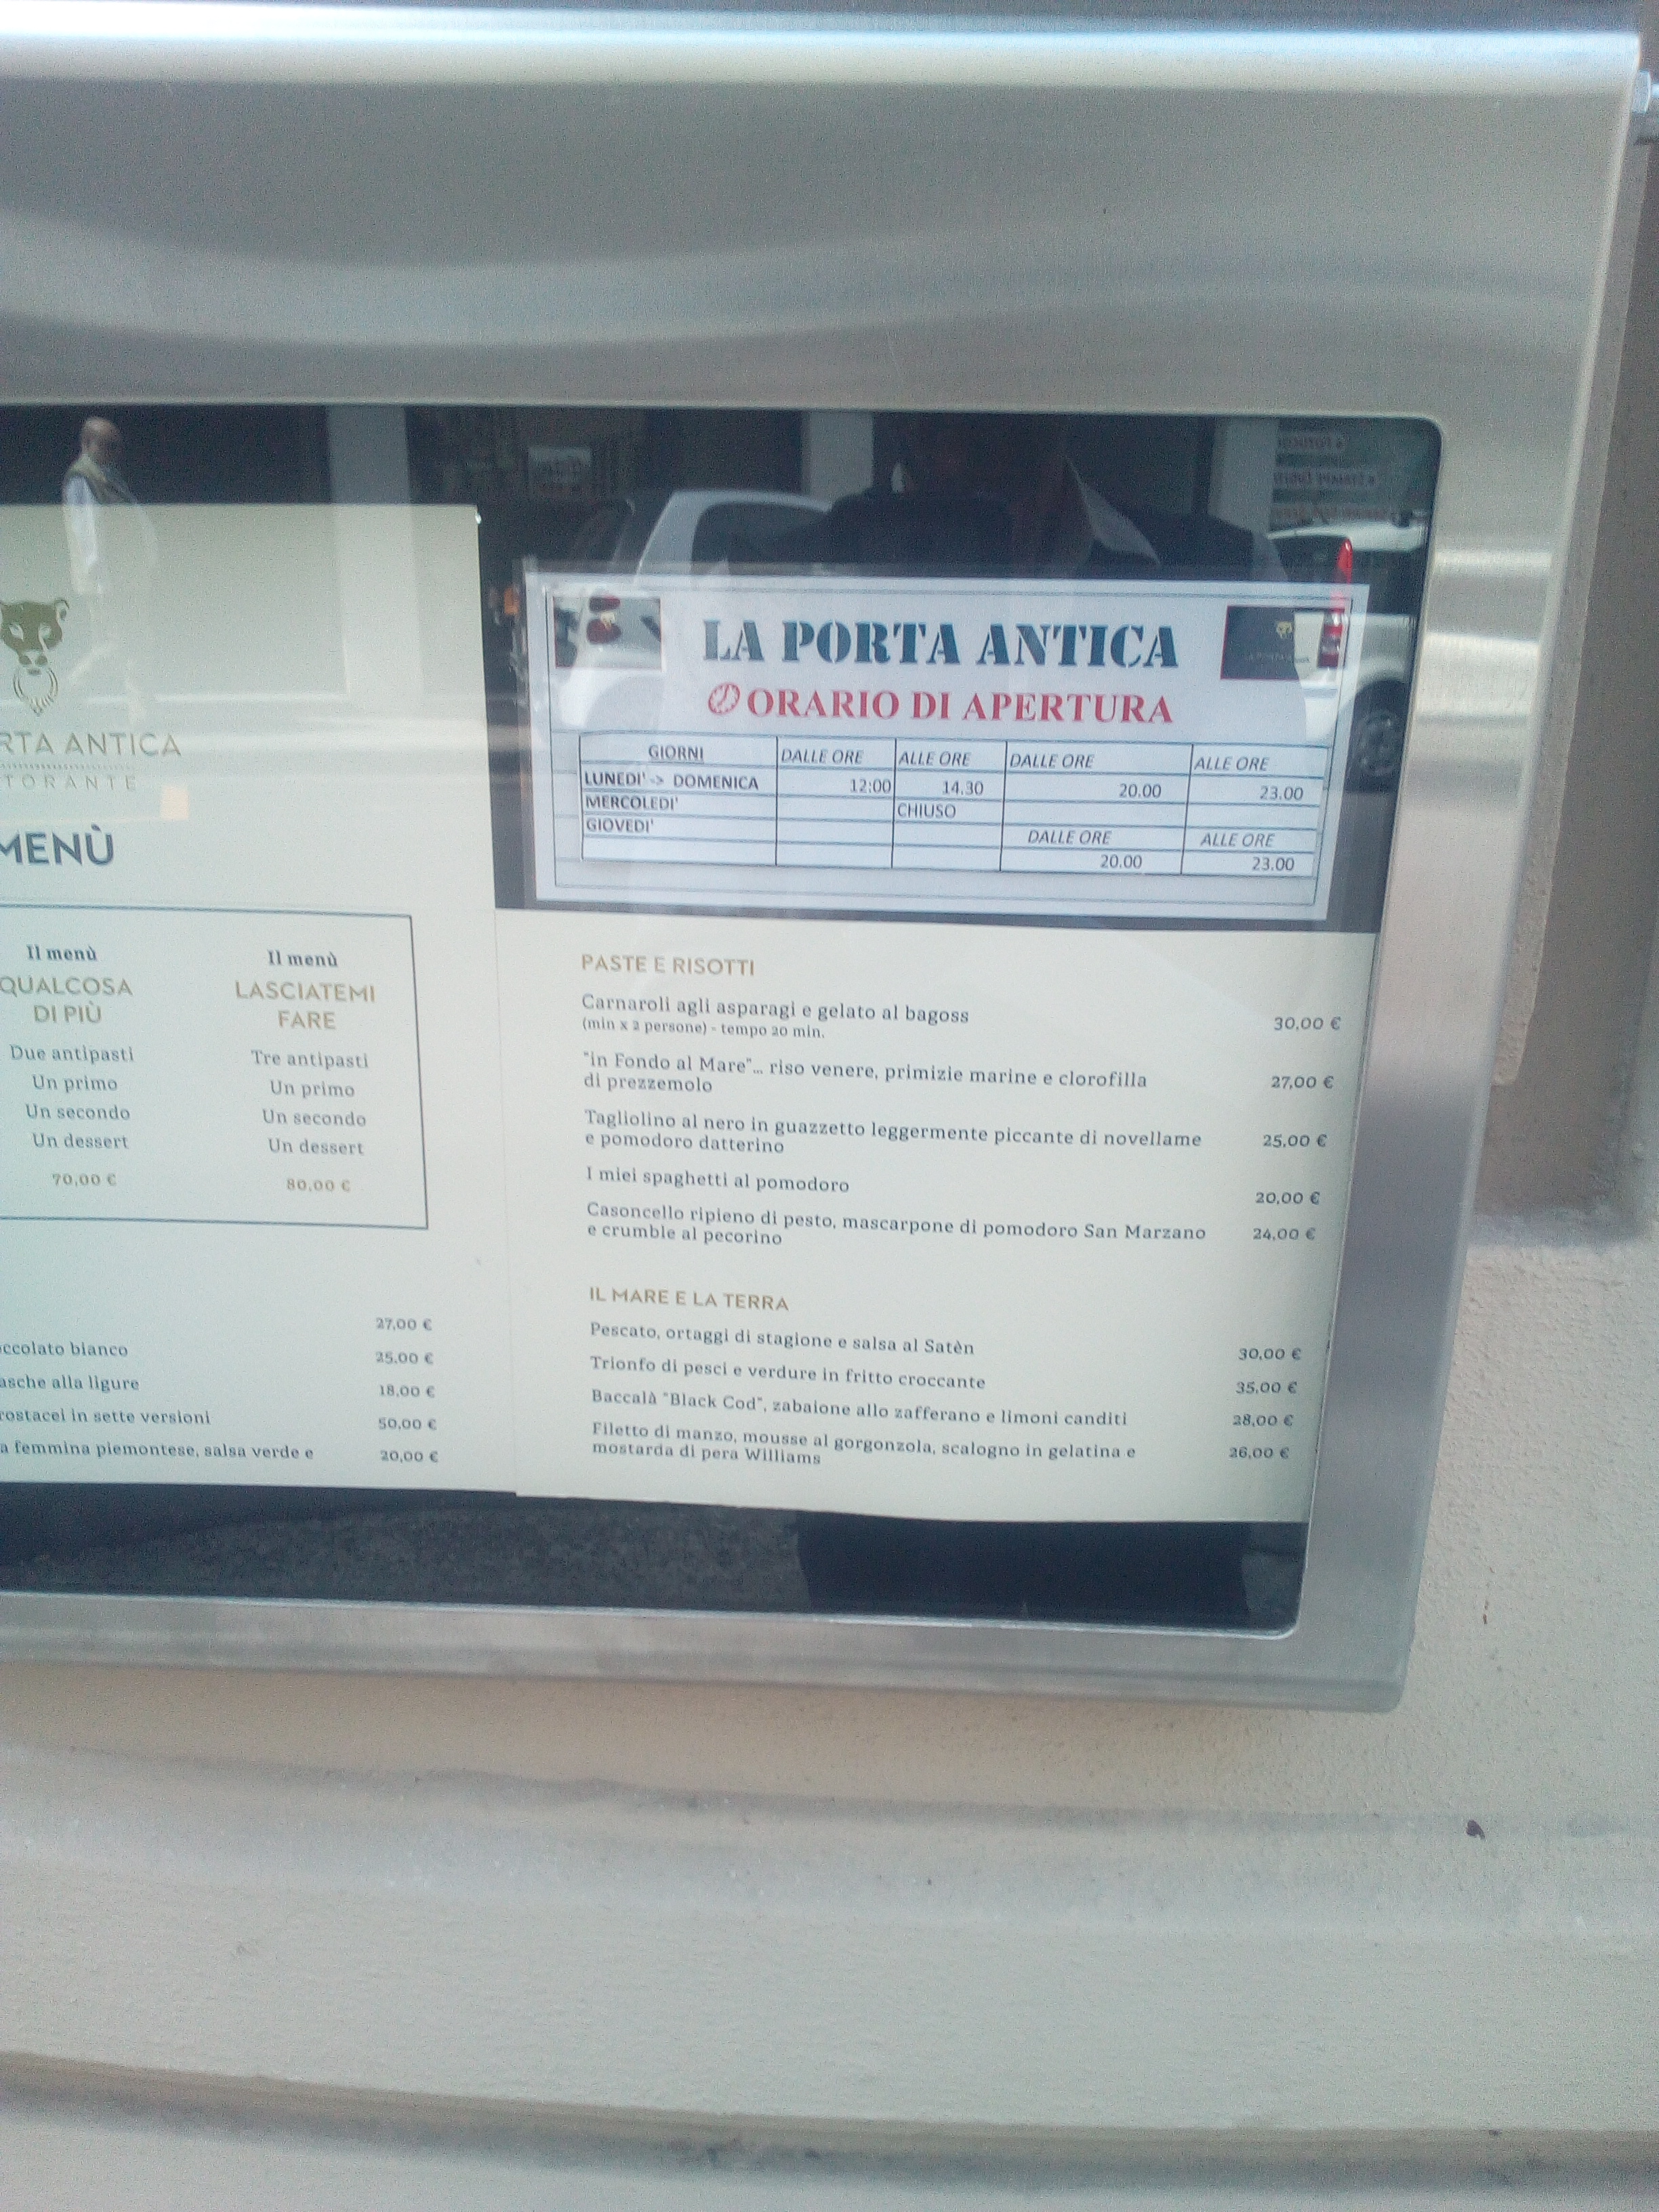 LA PORTA ANTICA
ORARIO DI APERTURA
GIORNI DALLE ORE ALLE ORE DALLE ORE ALLE ORE
LUNEDI' -> DOMENICA 12:00 14.30 20.00 23.00
MERCOLEDI' CHIUSO
GIOVEDI' DALLE ORE ALLE ORE
20.00 23.00
RTA ANTICA
TORANTE
MENÙ
Il menù
QUALCOSA
DI PIÙ
Due antipasti
Un primo
Un secondo
Un dessert
70,00 €
Il menù
LASCIATEMI
FARE
Tre antipasti
Un primo
Un secondo
Un dessert
80,00 €
27,00 €
ccolato bianco 25.00 €
asche alla ligure 18,00 €
rostacei in sette versioni 50,00 €
a femmina piemontese, salsa verde e 20,00 €
PASTE E RISOTTI
Carnaroli agli asparagi e gelato al bagoss 30,00 €
(min x 2 persone) - tempo 20 min.
"in Fondo al Mare"... riso venere, primizie marine e clorofilla 27,00 €
di prezzemolo
Tagliolino al nero in guazzetto leggermente piccante di novellame 25,00 €
e pomodoro datterino
I miei spaghetti al pomodoro 20,00 €
Casoncello ripieno di pesto, mascarpone di pomodoro San Marzano 24,00 €
e crumble al pecorino
IL MARE E LA TERRA
Pescato, ortaggi di stagione e salsa al Satèn 30,00 €
Trionfo di pesci e verdure in fritto croccante 35,00 €
Baccalà "Black Cod", zabaione allo zafferano e limoni canditi 28,00 €
Filetto di manzo, mousse al gorgonzola, scalogno in gelatina e 26,00 €
mostarda di pera Williams